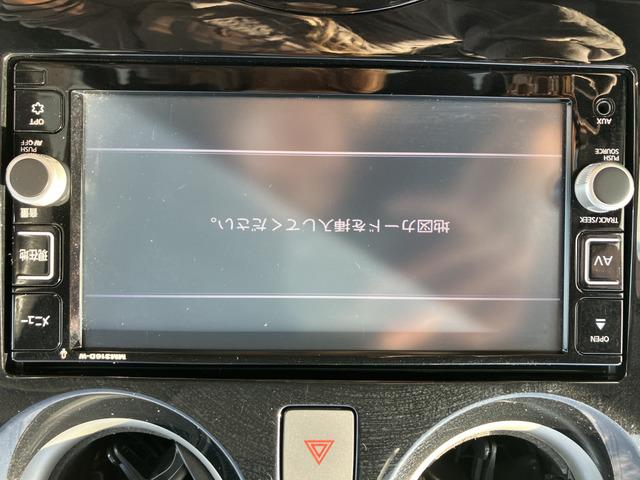 MM316D-W
OPEN
AV
TRACK/SEEK
PUSH
SOURCE
AUX
地図カードを挿入してください。
メニュー
現在地
音量
PUSH
AV/OFF
OPT